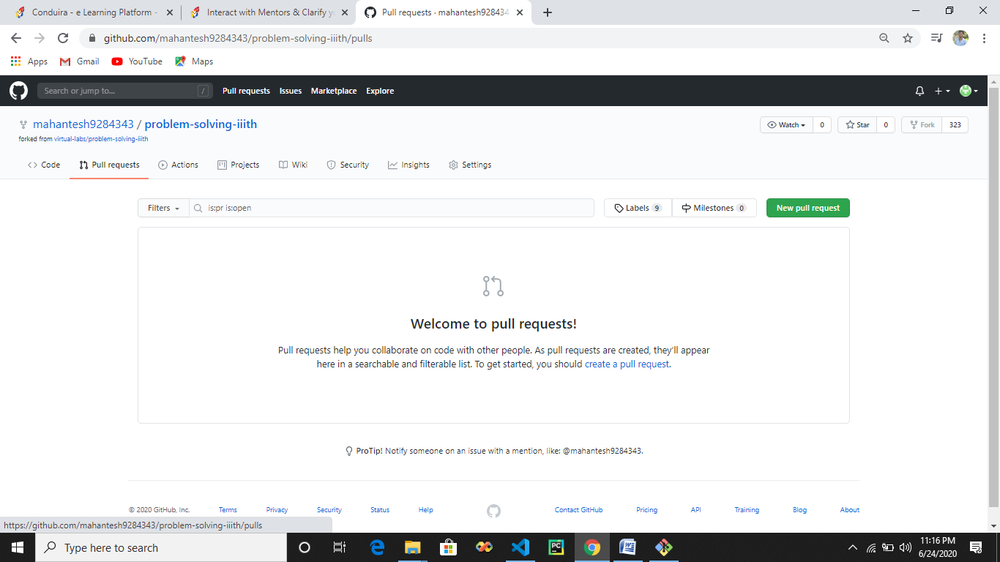 Conduira - e Learning Platform -
Interact with Mentors & Clarify yo
Pull requests · mahantesh9284343
github.com/mahantesh9284343/problem-solving-iiith/pulls
Apps Gmail YouTube Maps
Search or jump to... /
Pull requests Issues Marketplace Explore
mahantesh9284343 / problem-solving-iiith
Watch 0 Star 0 Fork 323
forked from virtual-labs/problem-solving-iiith
Code Pull requests Actions Projects Wiki Security Insights Settings
Filters is:pr is:open Labels 9 Milestones 0 New pull request
Welcome to pull requests!
Pull requests help you collaborate on code with other people. As pull requests are created, they'll appear
here in a searchable and filterable list. To get started, you should create a pull request.
ProTip! Notify someone on an issue with a mention, like: @mahantesh9284343.
© 2020 GitHub, Inc. Terms Privacy Security Status Help Contact GitHub Pricing API Training Blog About
https://github.com/mahantesh9284343/problem-solving-iiith/pulls
Type here to search
PC
W
11:16 PM
6/24/2020